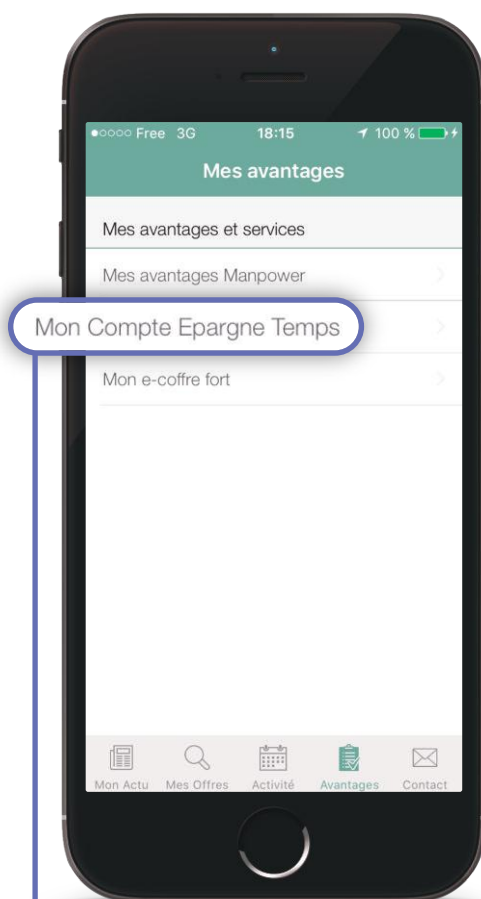 Free 3G 18:15 100 %
Mes avantages
Mes avantages et services
Mes avantages Manpower
Mon Compte Epargne Temps
Mon e-coffre fort
Mon Actu Mes Offres Activité Avantages Contact